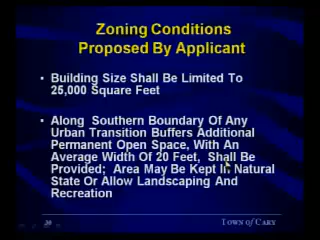 Zoning Conditions
Proposed By Applicant
• Building Size Shall Be Limited To
25,000 Square Feet
• Along Southern Boundary Of Any
Urban Transition Buffers Additional
Permanent Open Space, With An
Average Width Of 20 Feet, Shall Be
Provided; Area May Be Kept In Natural
State Or Allow Landscaping And
Recreation
TOWN of CARY